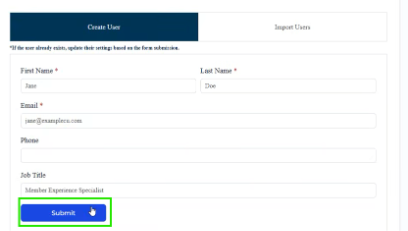 Create User
Import Users
*If the user already exists, update their settings based on the form submission.
First Name *
Last Name *
Jane
Doe
Email *
jane@examplecu.com
Phone
Job Title
Member Experience Specialist
Submit